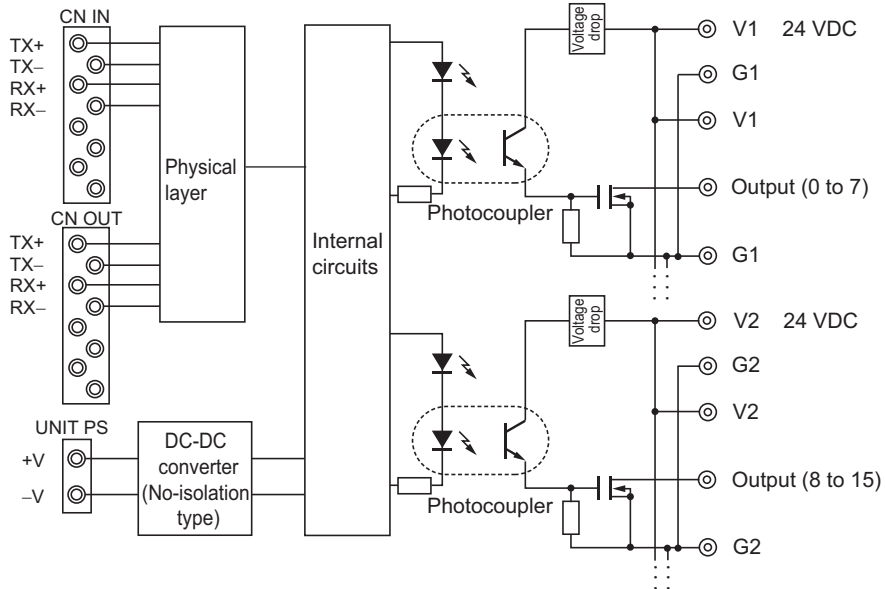 CN IN
TX+
TX–
RX+
RX–
Physical
layer
CN OUT
TX+
TX–
RX+
RX–
UNIT PS
+V
–V
DC-DC
converter
(No-isolation
type)
Internal
circuits
Voltage
drop
Photocoupler
V1 24 VDC
G1
V1
Output (0 to 7)
G1
Voltage
drop
Photocoupler
V2 24 VDC
G2
V2
Output (8 to 15)
G2